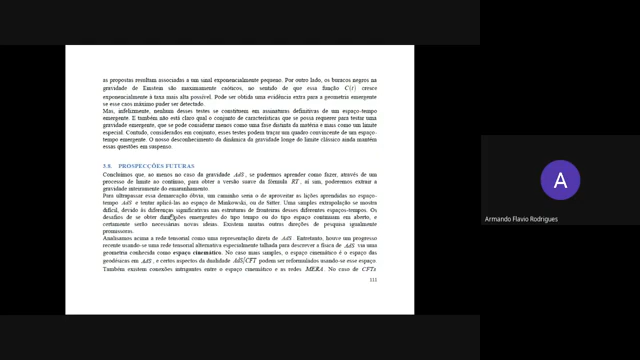 as propostas resultam associadas a um sinal exponencialmente pequeno. Por outro lado, os buracos negros na
gravidade de Einstein são maximamente caóticos, no sentido de que essa função C(t) cresce
exponencialmente à taxa mais alta possível. Pode ser obtida uma evidência extra para a geometria emergente
se esse caos máximo puder ser detectado.
Mas, infelizmente, nenhum desses testes se constituem em assinaturas definitivas de um espaço-tempo
emergente. E também não está claro qual o conjunto de características que se possa requerer para testar uma
gravidade emergente, que se pode considerar menos como uma fase distinta da matéria e mais como um limite
especial. Contudo, considerados em conjunto, esses testes podem traçar um quadro convincente de um espaço-
tempo emergente. O nosso desconhecimento da dinâmica da gravidade longe do limite clássico ainda mantém
essas questões em suspenso.
3.8. PROSPECÇÕES FUTURAS
Concluímos que, ao menos no caso da gravidade AdS, se pudermos aprender como fazer, através de um
processo de limite ao contínuo, para obter a versão suave da fórmula RT, aí sim, poderemos extrair a
gravidade inteiramente do emaranhamento.
Para ultrapassar essa demarcação óbvia, um caminho seria o de aproveitar as lições aprendidas no espaço-
tempo AdS e tentar aplicá-las ao espaço de Minkowski, ou de Sitter. Uma simples extrapolação se mostra
difícil, devido às diferenças significativas nas estruturas de fronteiras desses diferentes espaços-tempos. Os
desafios de se obter dimensões emergentes do tipo tempo ou do tipo espaço continuam em aberto, e
certamente serão necessárias novas ideias. Existem muitas outras direções de pesquisa igualmente
promissoras.
Analisamos acima a rede tensorial como uma representação direta de AdS. Entretanto, houve um progresso
recente usando-se uma rede tensorial alternativa especialmente talhada para descrever a física de AdS via uma
geometria conhecida como espaço cinemático. No caso mais simples, o espaço cinemático é o espaço das
geodésicas em AdS, e certos aspectos da dualidade AdS/CFT podem ser reformulados usando-se esse espaço.
Também existem conexões intrigantes entre o espaço cinemático e as redes MERA. No caso de CFTs
111
A
Armando Flavio Rodrigues